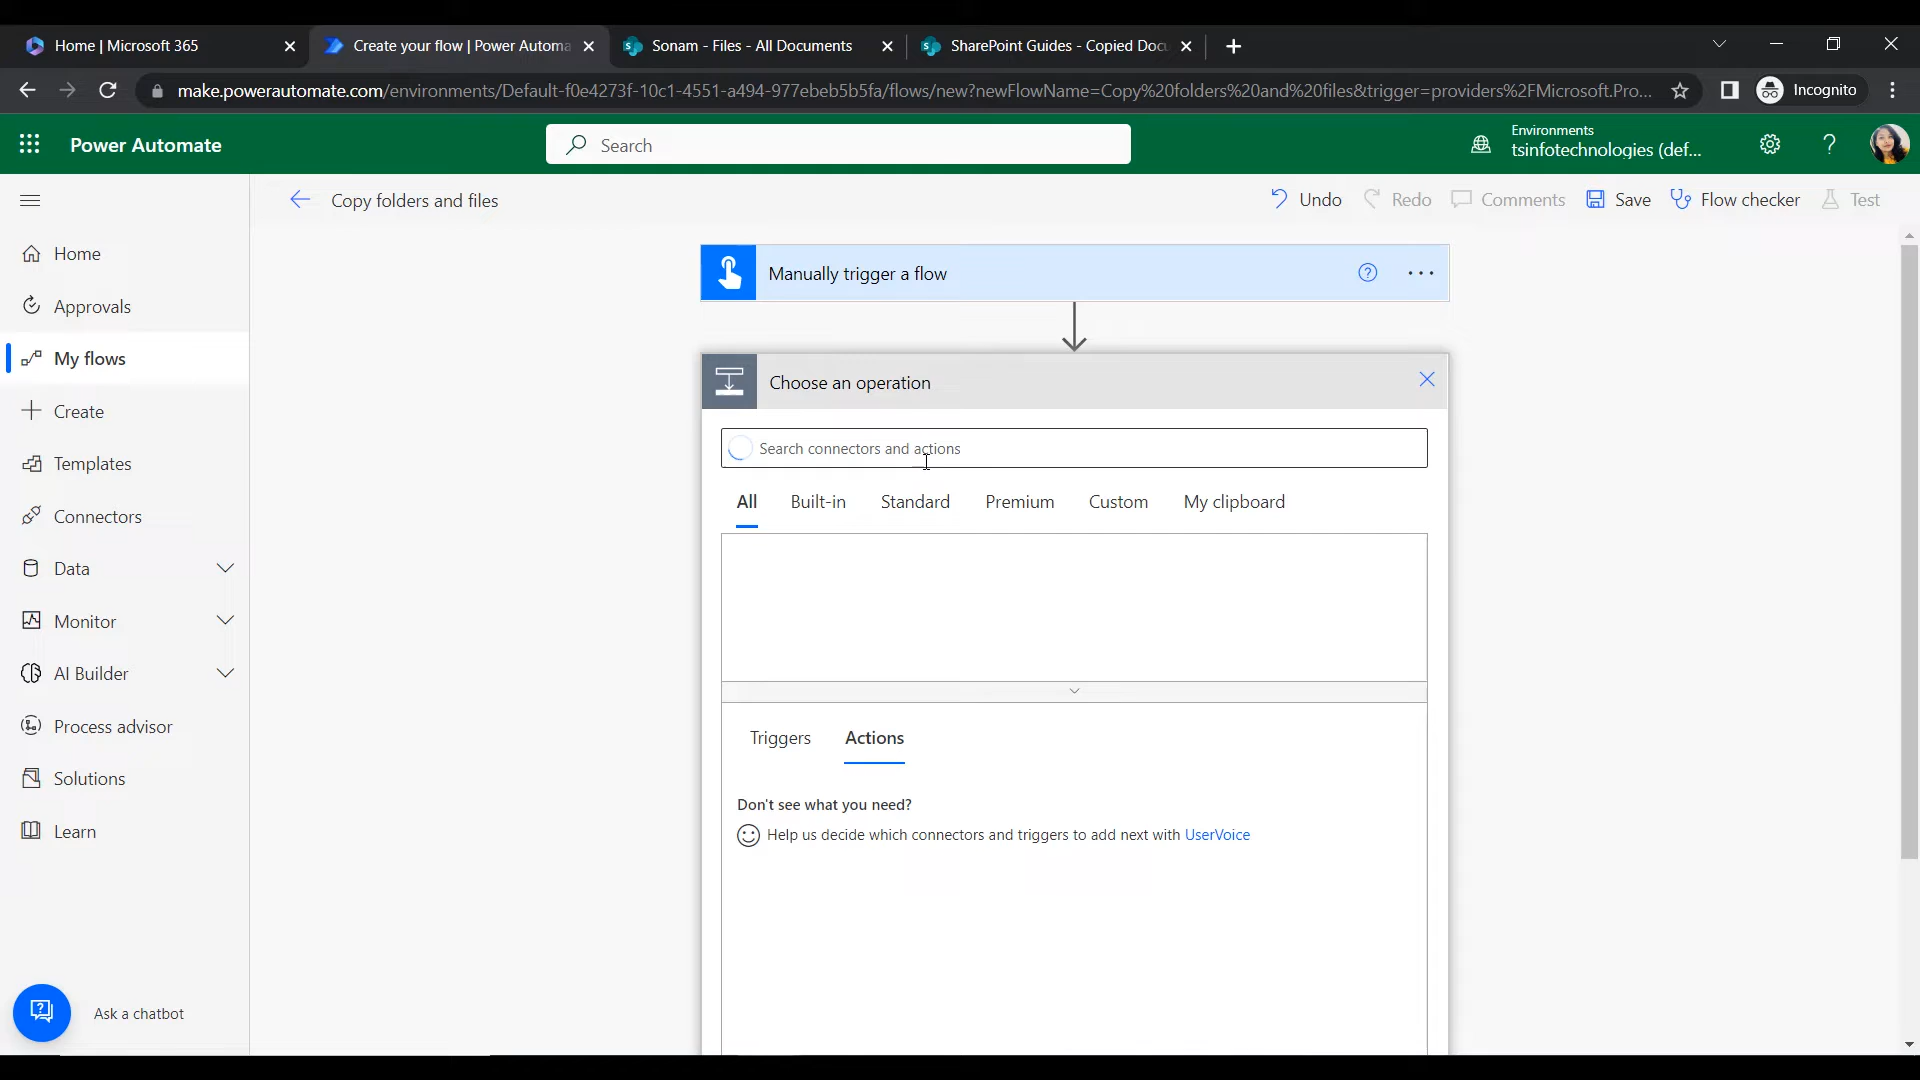 Home | Microsoft 365
Create your flow | Power Automa
Sonam - Files - All Documents
SharePoint Guides - Copied Docu
make.powerautomate.com/environments/Default-f0e4273f-10c1-4551-a494-977ebeb5b5fa/flows/new?newFlowName=Copy%20folders%20and%20files&trigger=providers%2FMicrosoft.Pro...
Incognito
Power Automate
Search
Environments
tsinfotechnologies (def...
Copy folders and files
Undo
Redo
Comments
Save
Flow checker
Test
Home
Approvals
My flows
Create
Templates
Connectors
Data
Monitor
AI Builder
Process advisor
Solutions
Learn
Ask a chatbot
Manually trigger a flow
Choose an operation
Search connectors and actions
All
Built-in
Standard
Premium
Custom
My clipboard
Triggers
Actions
Don't see what you need?
Help us decide which connectors and triggers to add next with UserVoice